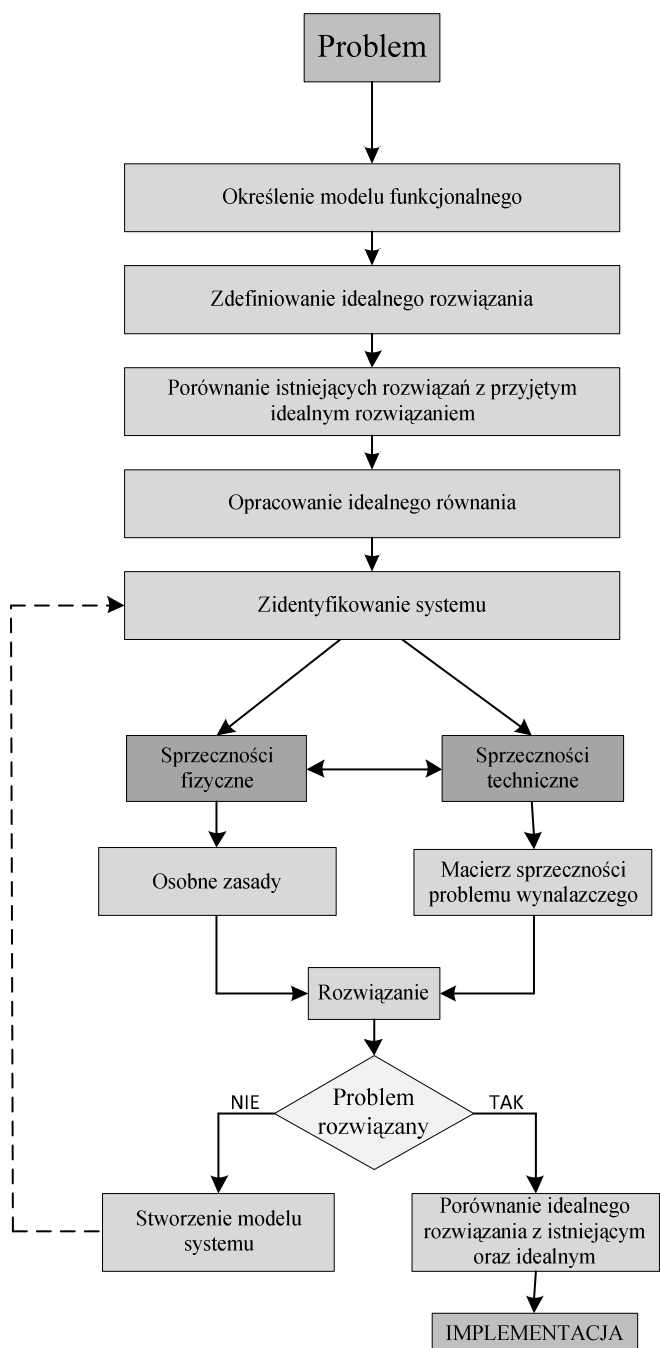 Problem
Określenie modelu funkcjonalnego
Zdefiniowanie idealnego rozwiązania
Porównanie istniejących rozwiązań z przyjętym
idealnym rozwiązaniem
Opracowanie idealnego równania
Zidentyfikowanie systemu
Sprzeczności
fizyczne
Sprzeczności
techniczne
Osobne zasady
Macierz sprzeczności
problemu wynalazczego
Rozwiązanie
Problem
rozwiązany
NIE
TAK
Stworzenie modelu
systemu
Porównanie idealnego
rozwiązania z istniejącym
oraz idealnym
IMPLEMENTACJA